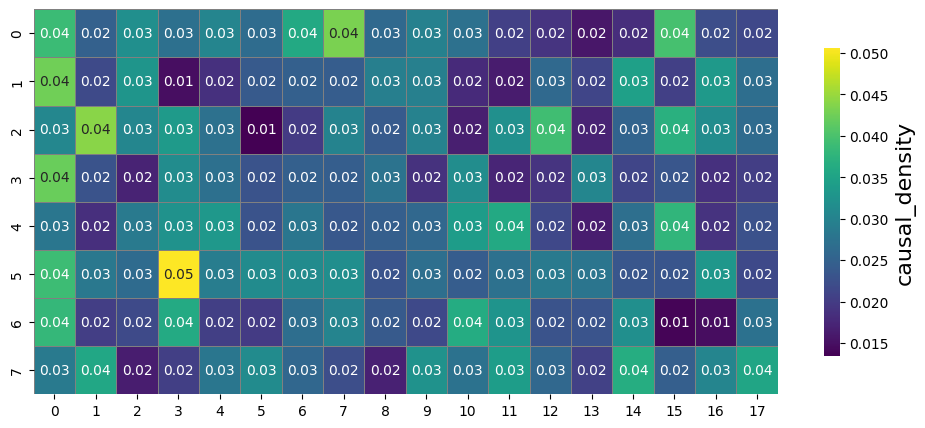 0 0.04 0.02 0.03 0.03 0.03 0.03 0.04 0.04 0.03 0.03 0.03 0.02 0.02 0.02 0.02 0.04 0.02 0.02
1 0.04 0.02 0.03 0.01 0.02 0.02 0.02 0.02 0.03 0.03 0.02 0.02 0.03 0.02 0.03 0.02 0.03 0.03
2 0.03 0.04 0.03 0.03 0.03 0.01 0.02 0.03 0.02 0.03 0.02 0.03 0.04 0.02 0.03 0.04 0.03 0.03
3 0.04 0.02 0.02 0.03 0.03 0.02 0.02 0.02 0.03 0.02 0.03 0.02 0.02 0.03 0.02 0.02 0.02 0.02
4 0.03 0.02 0.03 0.03 0.03 0.02 0.03 0.02 0.02 0.03 0.03 0.04 0.02 0.02 0.03 0.04 0.02 0.02
5 0.04 0.03 0.03 0.05 0.03 0.03 0.03 0.03 0.02 0.03 0.02 0.03 0.03 0.03 0.02 0.02 0.03 0.02
6 0.04 0.02 0.02 0.04 0.02 0.02 0.03 0.03 0.02 0.02 0.04 0.03 0.02 0.02 0.03 0.01 0.01 0.03
7 0.03 0.04 0.02 0.02 0.03 0.03 0.03 0.02 0.02 0.03 0.03 0.03 0.03 0.02 0.04 0.02 0.03 0.04
0 1 2 3 4 5 6 7 8 9 10 11 12 13 14 15 16 17
0.050
0.045
0.040
0.035
0.030
0.025
0.020
0.015
causal_density